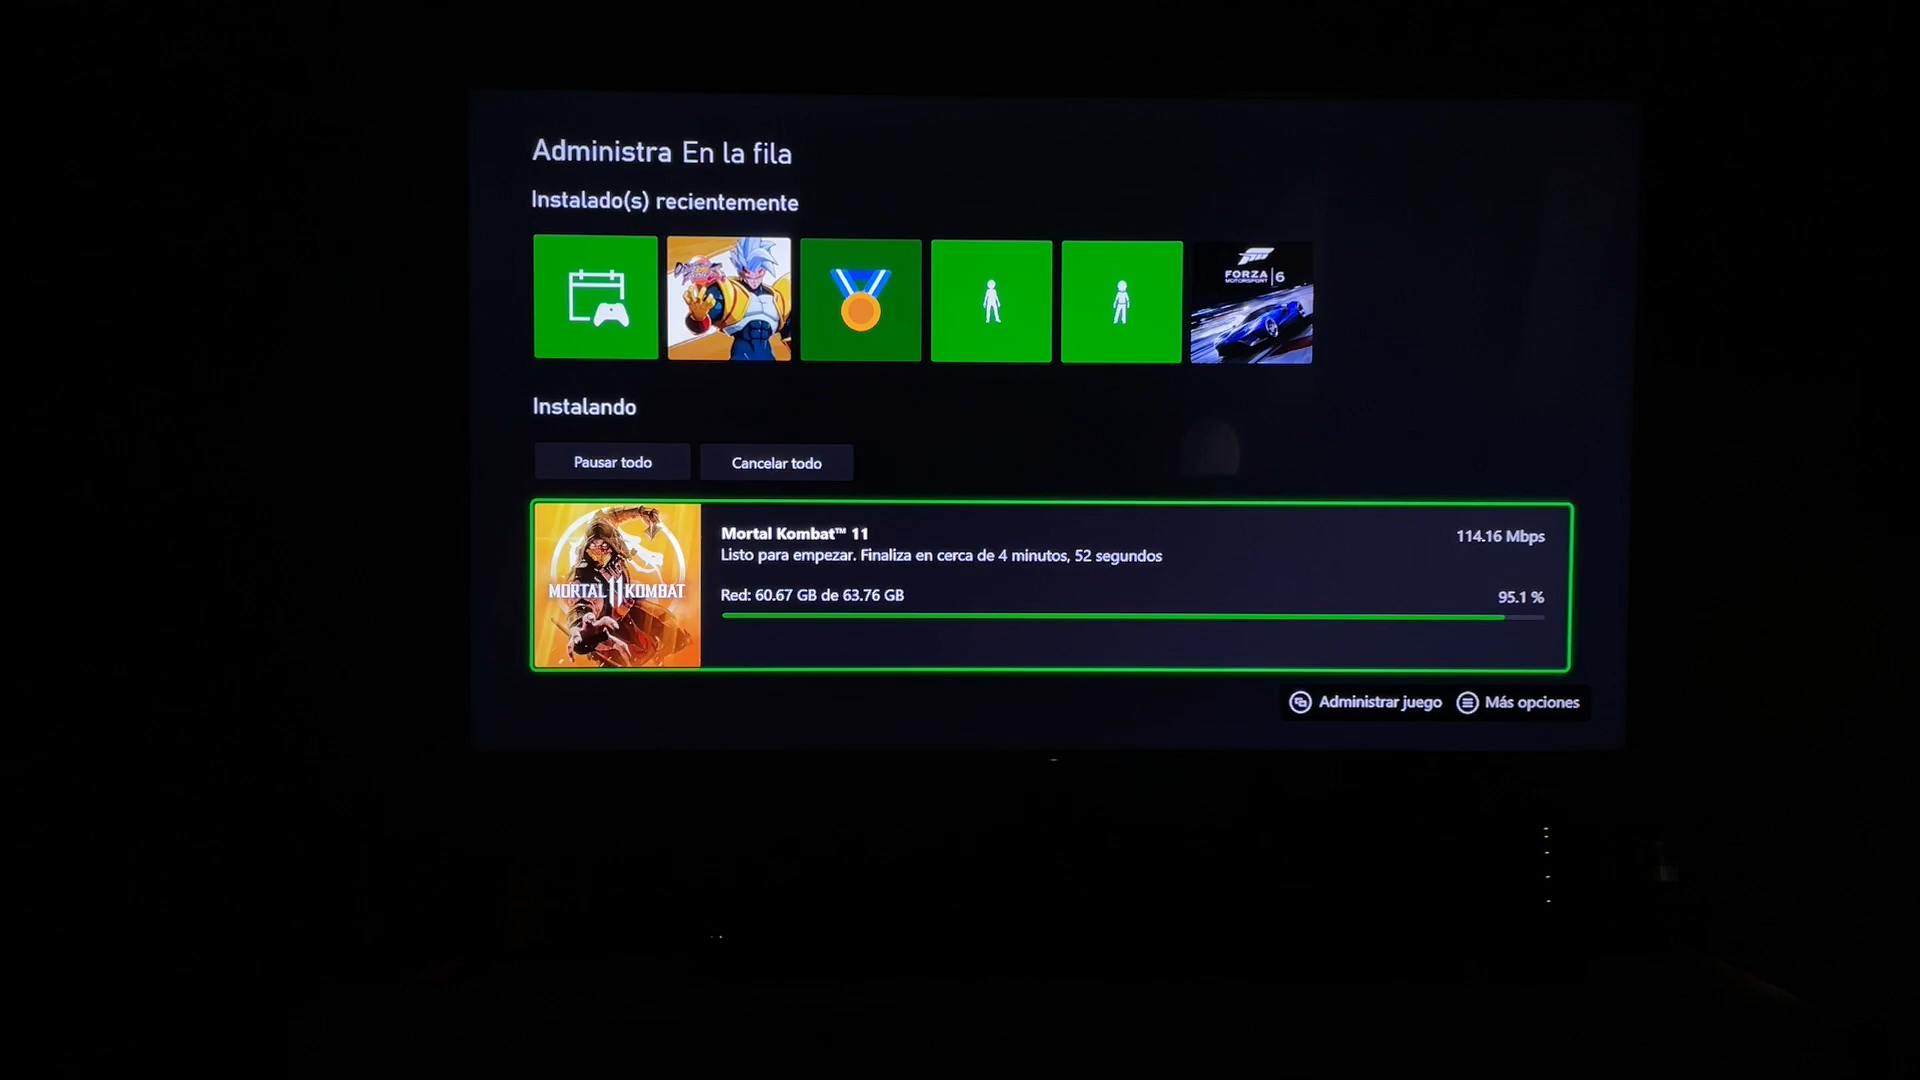 Administra En la fila
Instalado(s) recientemente
FORZA
MOTORSPORT 6
Instalando
Pausar todo
Cancelar todo
MORTAL KOMBAT
11
Mortal Kombat™ 11
114.16 Mbps
Listo para empezar. Finaliza en cerca de 4 minutos, 52 segundos
Red: 60.67 GB de 63.76 GB
95.1 %
Administrar juego
Más opciones